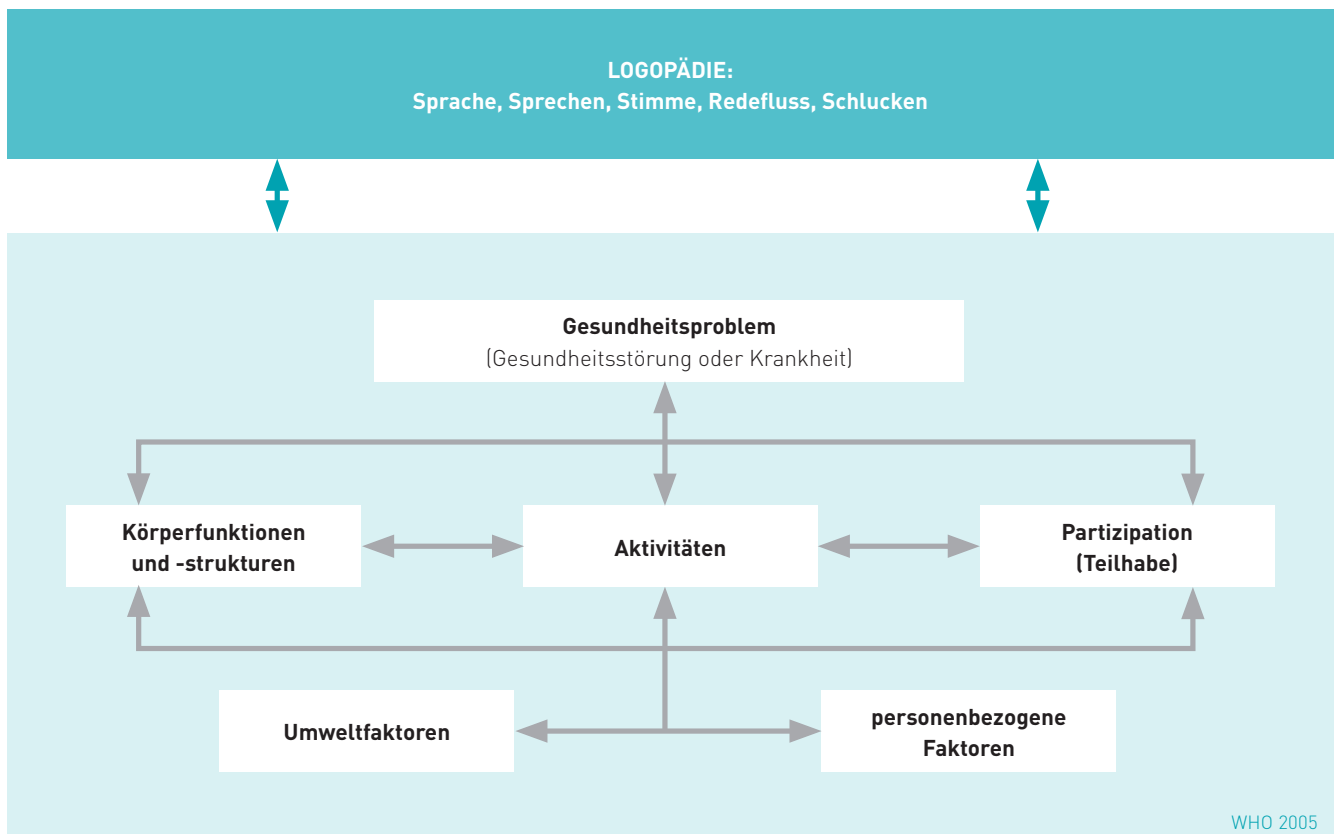 LOGOPÄDIE:
Sprache, Sprechen, Stimme, Redefluss, Schlucken
Gesundheitsproblem
(Gesundheitsstörung oder Krankheit)
Körperfunktionen
und -strukturen
Aktivitäten
Partizipation
(Teilhabe)
Umweltfaktoren
personenbezogene
Faktoren
WHO 2005